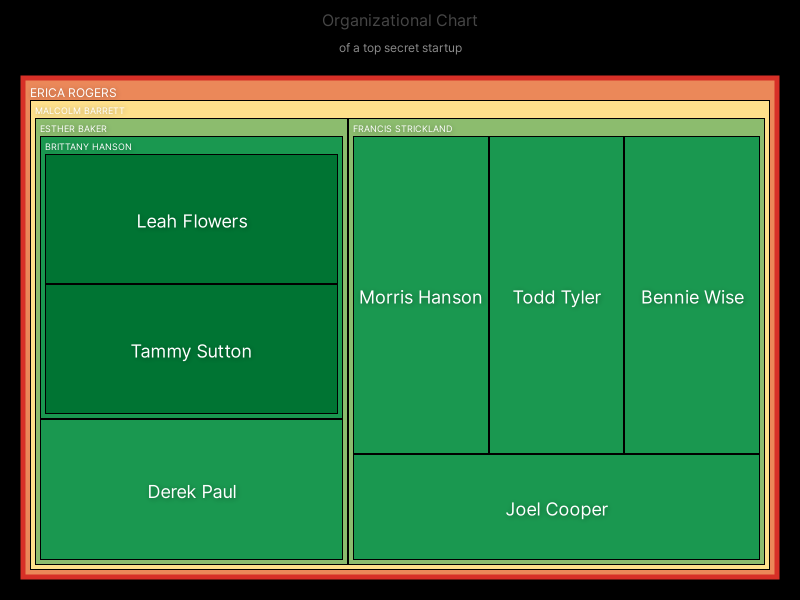 Organizational Chart
of a top secret startup
ERICA ROGERS
MALCOLM BARRETT
ESTHER BAKER
FRANCIS STRICKLAND
BRITTANY HANSON
Leah Flowers
Tammy Sutton
Derek Paul
Morris Hanson
Todd Tyler
Bennie Wise
Joel Cooper